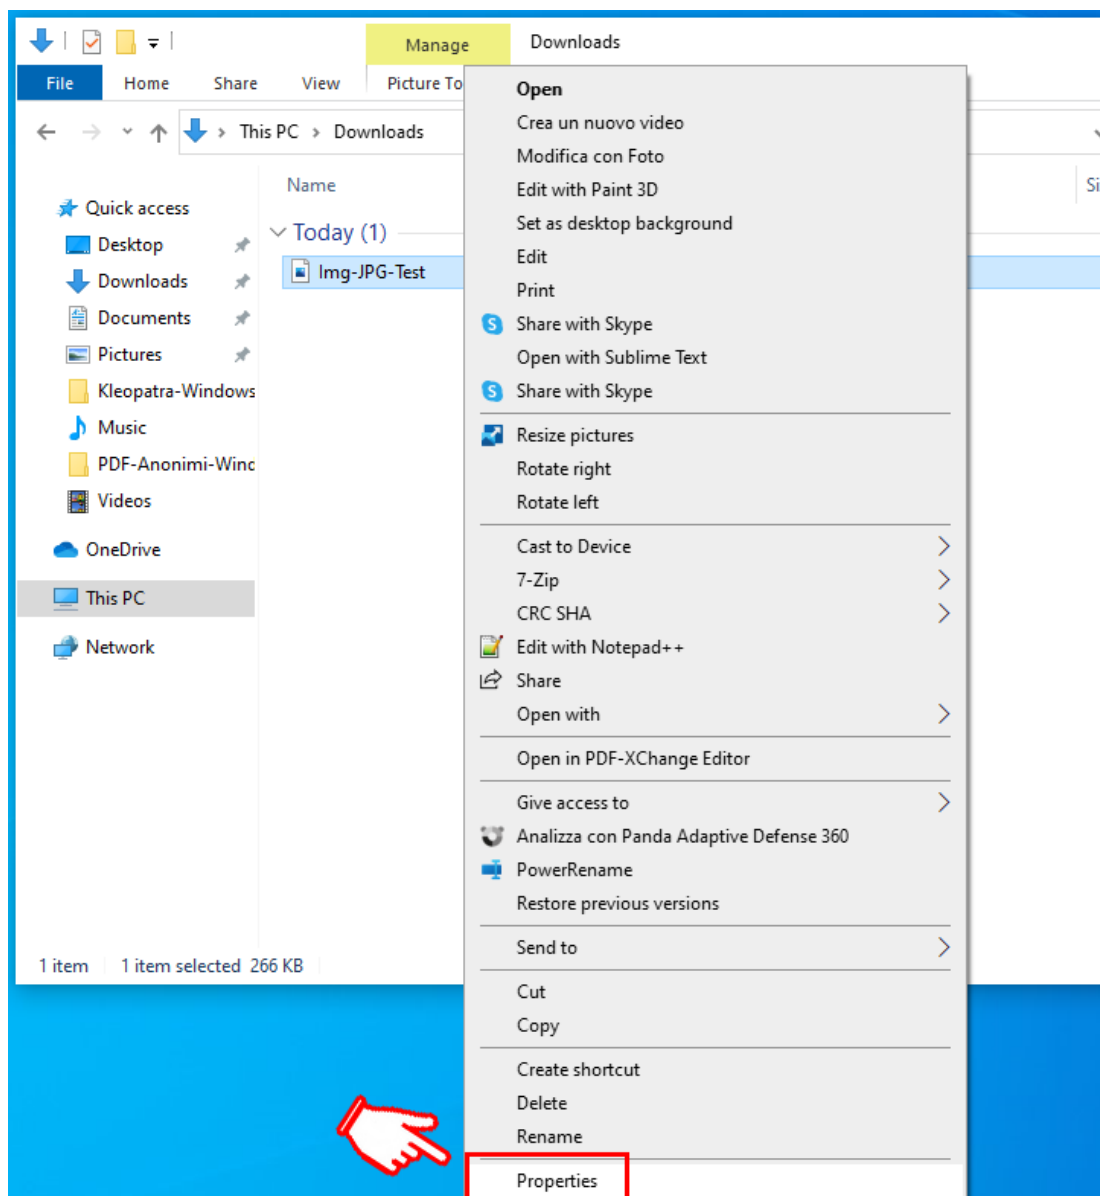 Manage
Downloads
File
Home
Share
View
Picture To
This PC
Downloads
Name
Si
Quick access
Desktop
Downloads
Documents
Pictures
Kleopatra-Windows
Music
PDF-Anonimi-Winc
Videos
OneDrive
This PC
Network
Today (1)
Img-JPG-Test
1 item
1 item selected 266 KB
Open
Crea un nuovo video
Modifica con Foto
Edit with Paint 3D
Set as desktop background
Edit
Print
Share with Skype
Open with Sublime Text
Share with Skype
Resize pictures
Rotate right
Rotate left
Cast to Device
7-Zip
CRC SHA
Edit with Notepad++
Share
Open with
Open in PDF-XChange Editor
Give access to
Analizza con Panda Adaptive Defense 360
PowerRename
Restore previous versions
Send to
Cut
Copy
Create shortcut
Delete
Rename
Properties